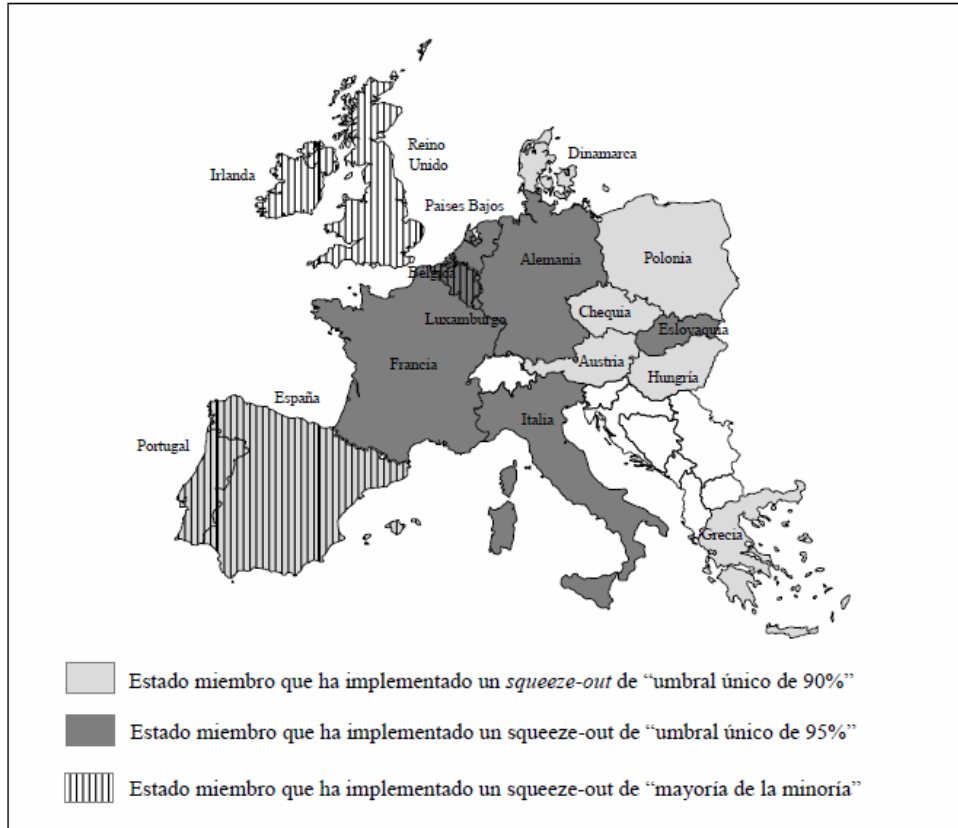 Reino
Unido
Dinamarca
Irlanda
Paises Bajos
Alemania
Polonia
Bélgica
Chequia
Luxamburgo
Eslovaquia
Francia
Austria
Hungría
España
Italia
Portugal
Grecia
Estado miembro que ha implementado un squeeze-out de “umbral único de 90%”
Estado miembro que ha implementado un squeeze-out de “umbral único de 95%”
Estado miembro que ha implementado un squeeze-out de “mayoría de la minoría”